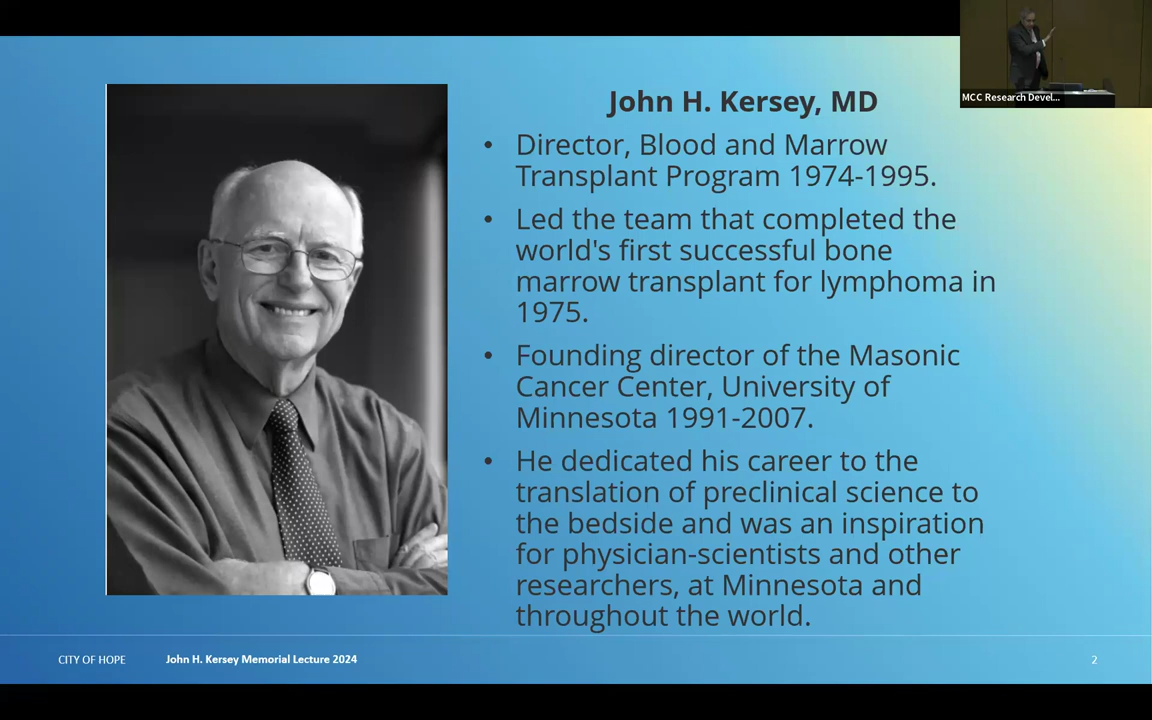 MCC Research Devel...
John H. Kersey, MD
• Director, Blood and Marrow
Transplant Program 1974-1995.
• Led the team that completed the
world's first successful bone
marrow transplant for lymphoma in
1975.
• Founding director of the Masonic
Cancer Center, University of
Minnesota 1991-2007.
• He dedicated his career to the
translation of preclinical science to
the bedside and was an inspiration
for physician-scientists and other
researchers, at Minnesota and
throughout the world.
CITY OF HOPE
John H. Kersey Memorial Lecture 2024
2